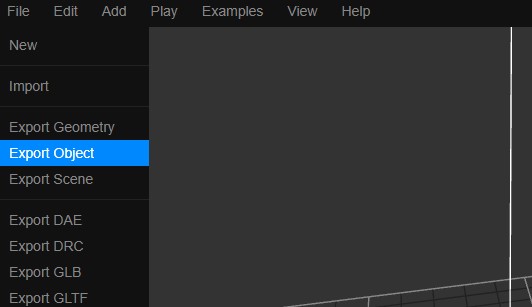 File Edit Add Play Examples View Help
New
Import
Export Geometry
Export Object
Export Scene
Export DAE
Export DRC
Export GLB
Export GLTF